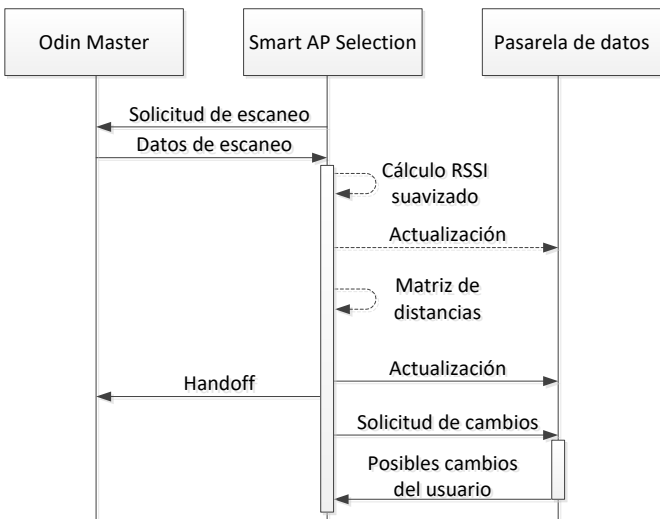 Odin Master
Smart AP Selection
Pasarela de datos
Solicitud de escaneo
Datos de escaneo
Cálculo RSSI
suavizado
Actualización
Matriz de
distancias
Actualización
Handoff
Solicitud de cambios
Posibles cambios
del usuario